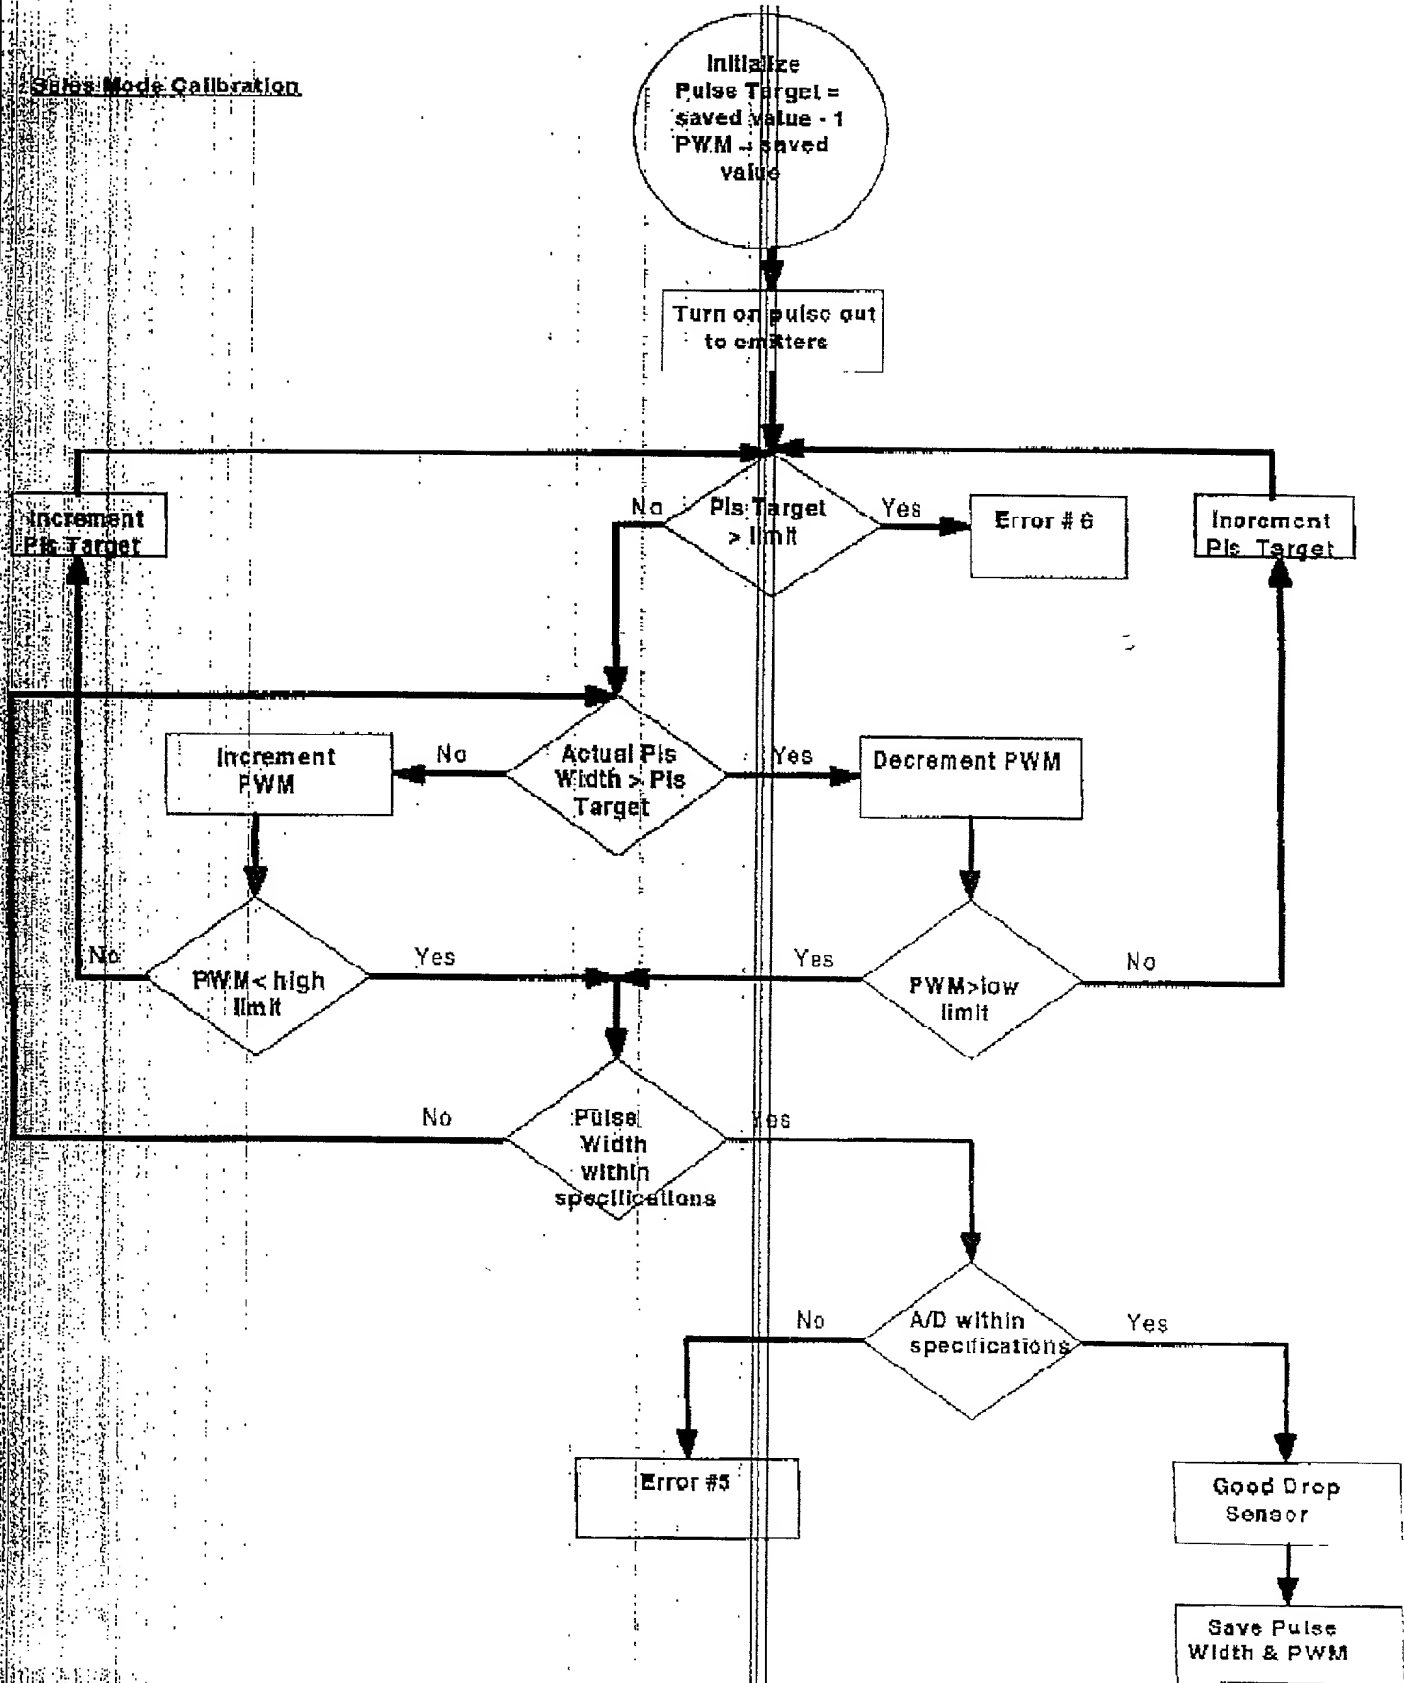 Sales Mode Calibration
Initialize
Pulse Target =
saved value - 1
PWM = saved
value
Turn on pulse out
to emitters
Increment
Pls Target
No
Pls Target
> limit
Yes
Error # 6
Increment
Pls Target
Increment
PWM
No
Actual Pls
Width > Pls
Target
Yes
Decrement PWM
No
PWM< high
limit
Yes
Yes
PWM>low
limit
No
No
Pulse
Width
within
specifications
Yes
No
A/D within
specifications
Yes
Error #5
Good Drop
Sensor
Save Pulse
Width & PWM